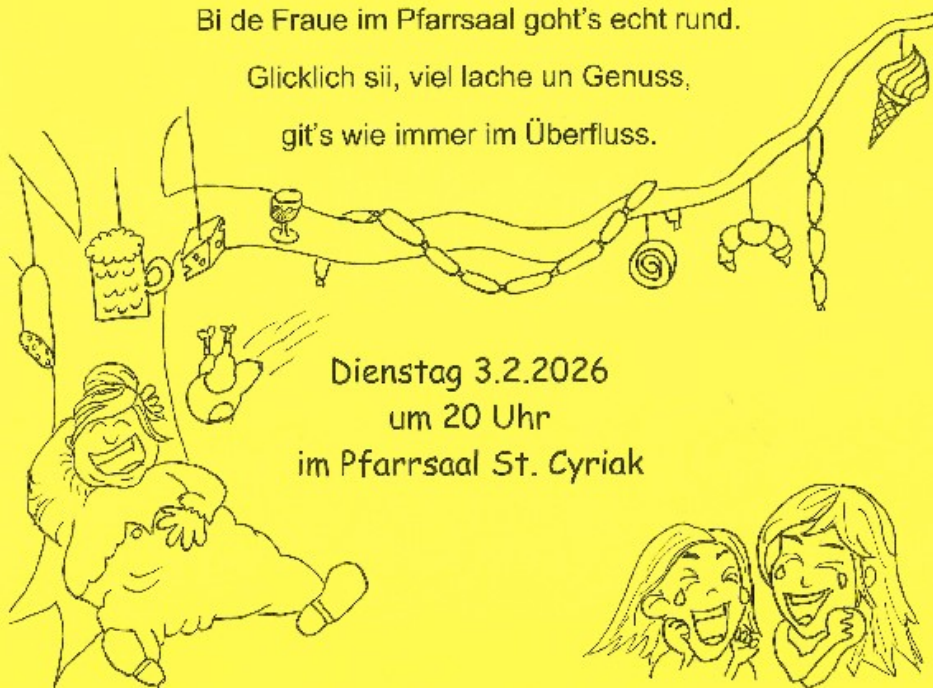 Bi de Fraue im Pfarrsaal goht's echt rund.
Glicklich sii, viel lache un Genuss,
git's wie immer im Überfluss.
Dienstag 3.2.2026
um 20 Uhr
im Pfarrsaal St. Cyriak